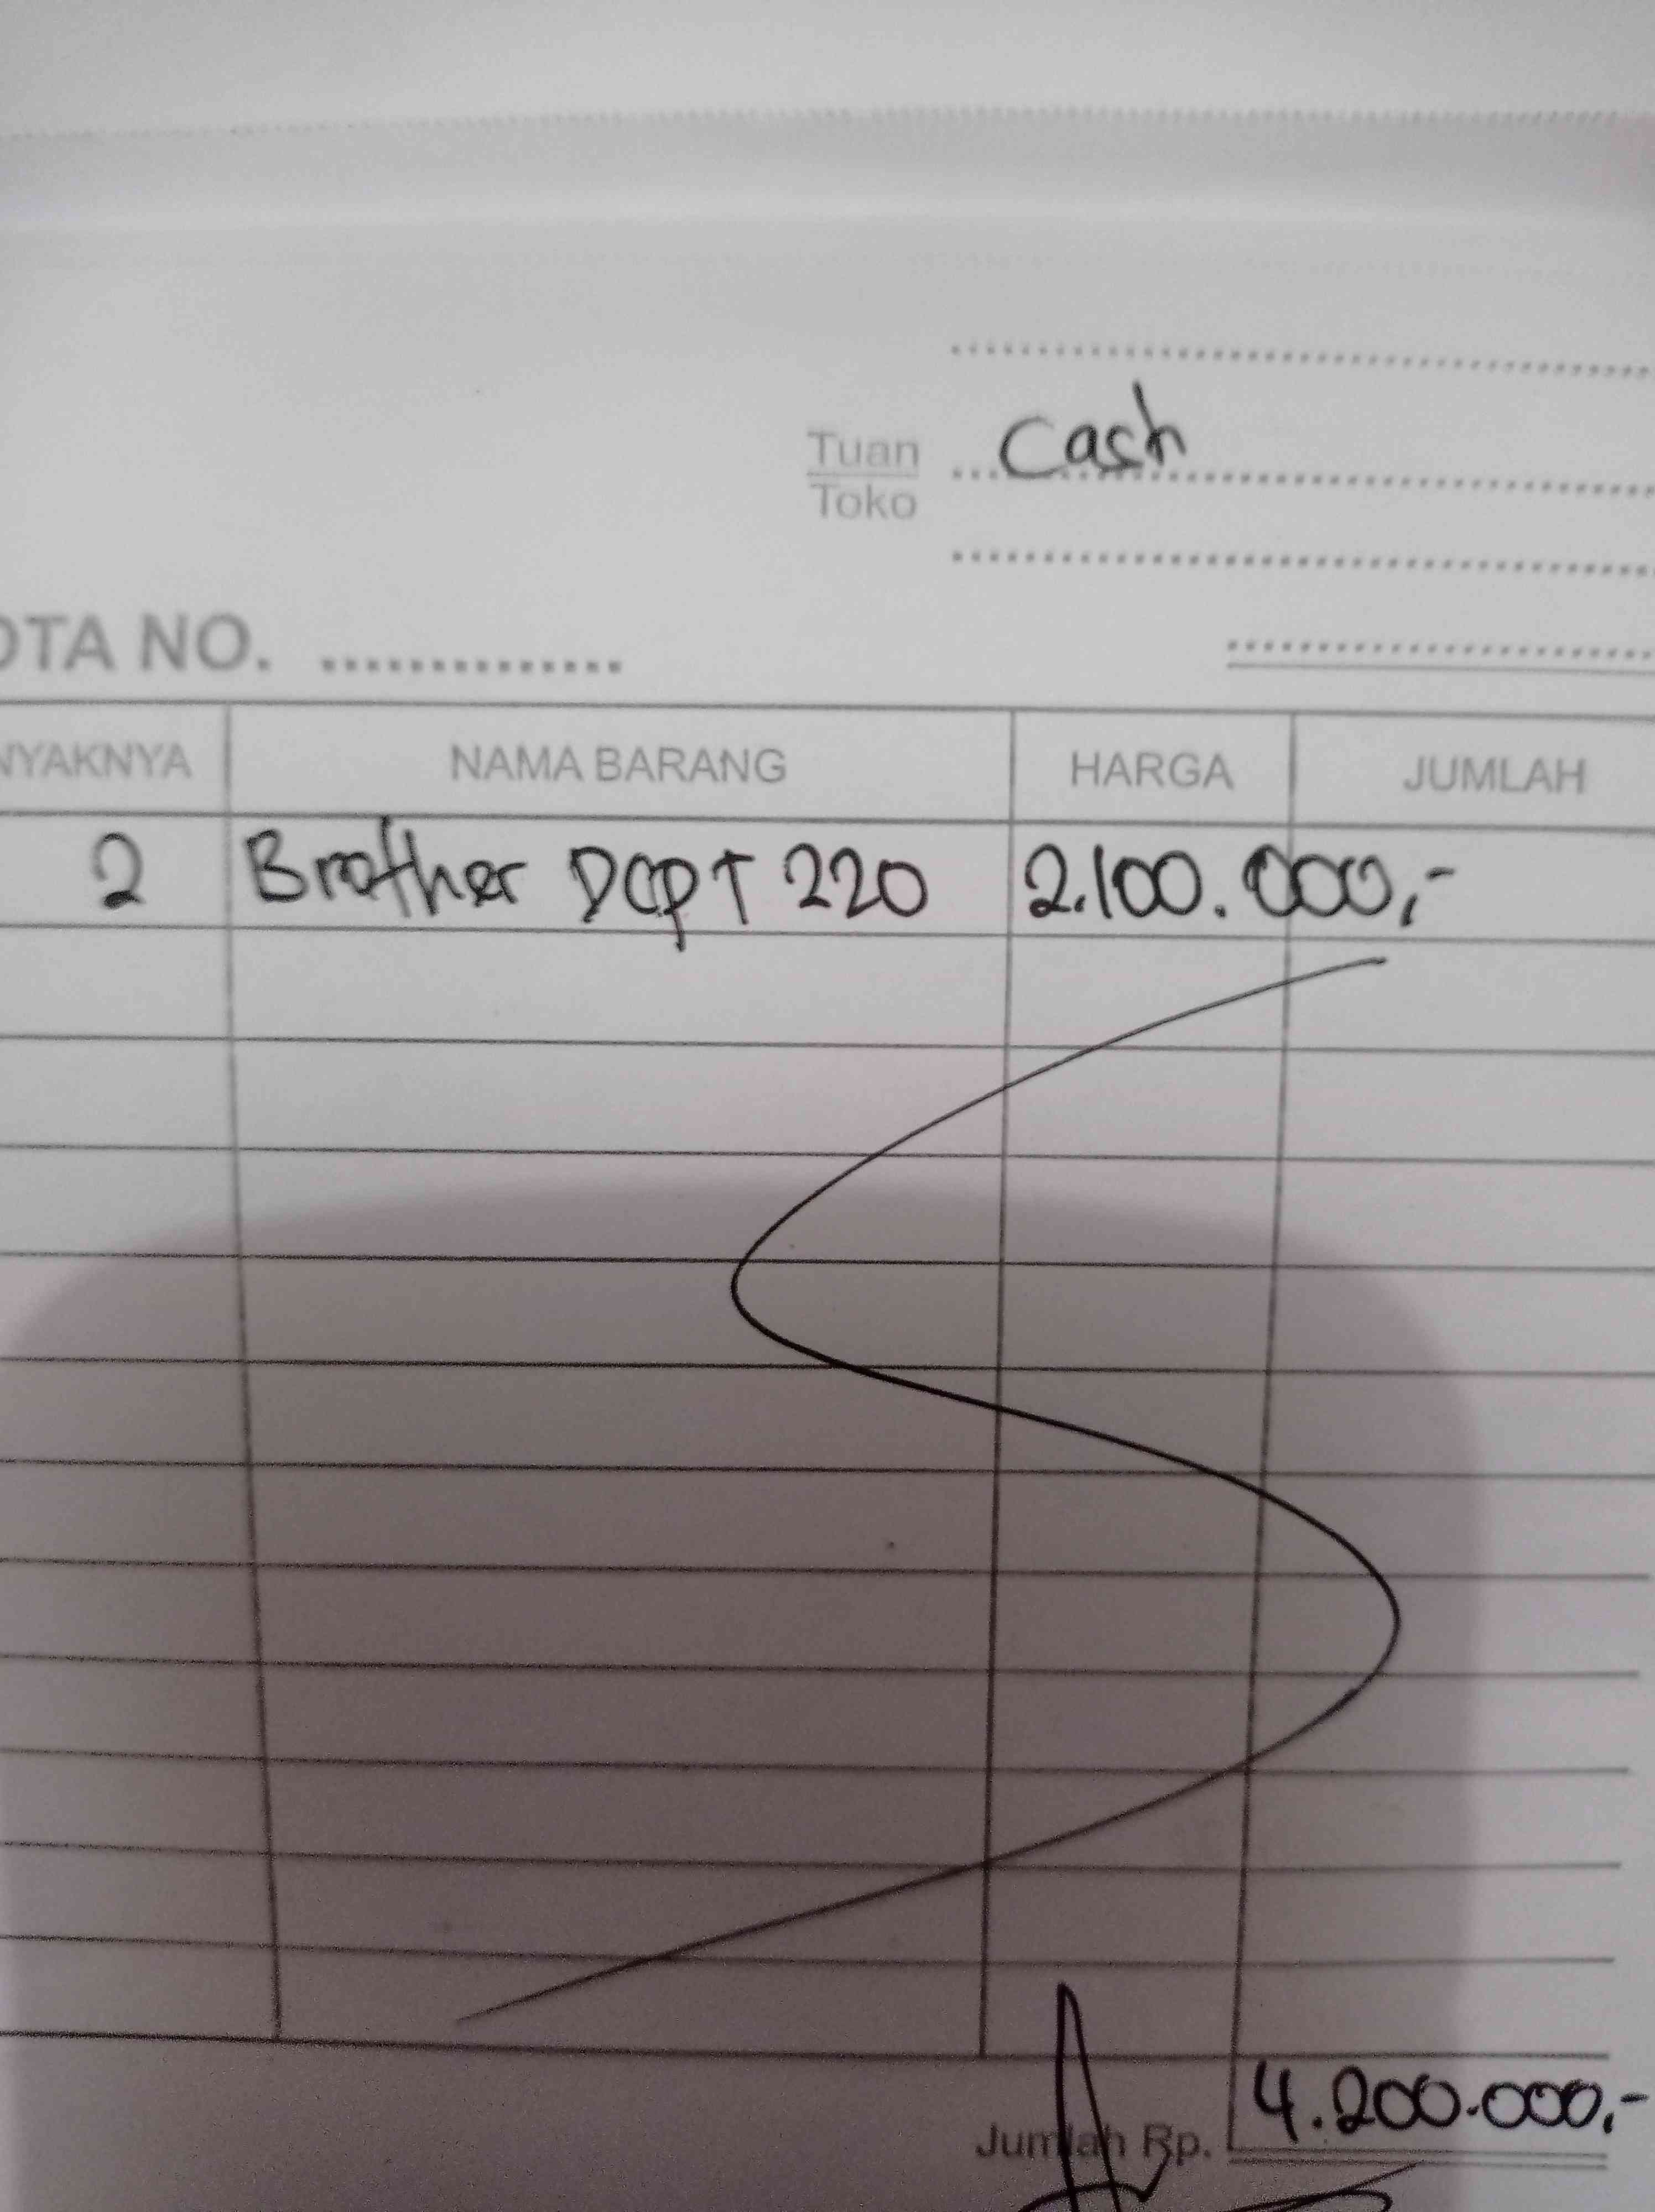 Cash
Tuan
Toko
OTA NO. ..............
NYAKNYA NAMA BARANG HARGA JUMLAH
2 Brother DCPT 220 2.100.000,-
Jumlah Rp. 4.200.000,-